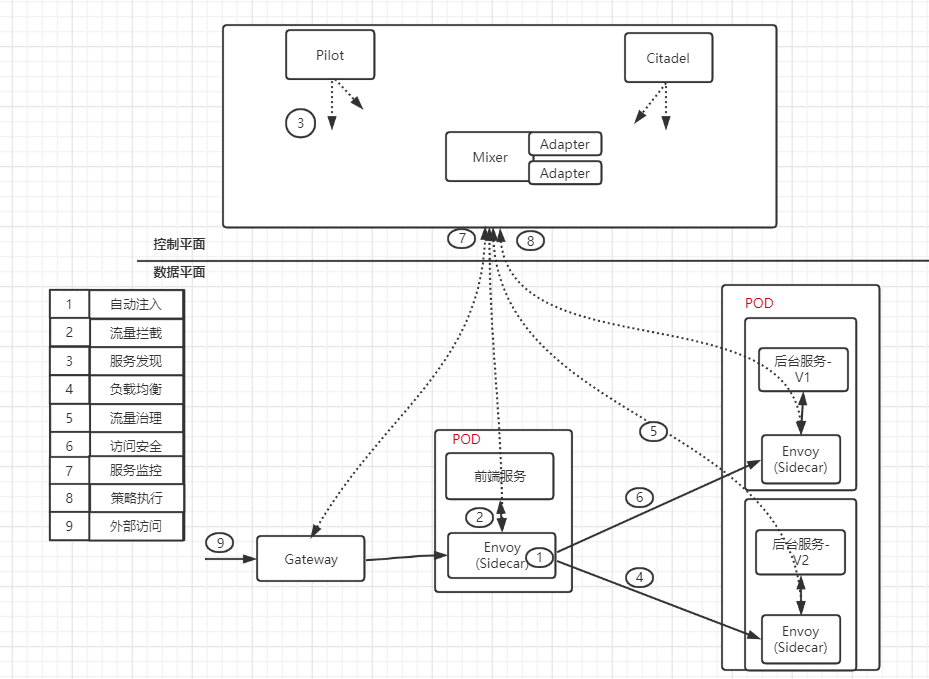 Pilot
Citadel
3
Mixer
Adapter
Adapter
7
8
控制平面
数据平面
1 自动注入
2 流量拦截
3 服务发现
4 负载均衡
5 流量治理
6 访问安全
7 服务监控
8 策略执行
9 外部访问
POD
后台服务-
V1
Envoy
(Sidecar)
5
POD
前端服务
2
6
Envoy
(Sidecar)
1
9
Gateway
4
后台服务-
V2
Envoy
(Sidecar)